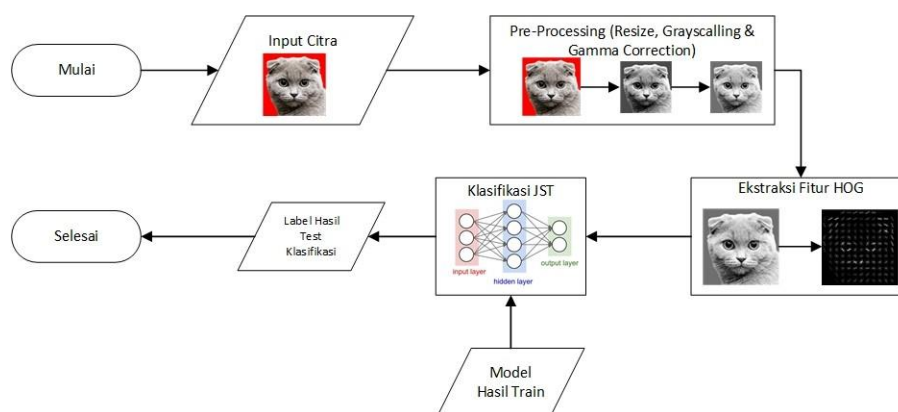 Mulai
Input Citra
Pre-Processing (Resize, Grayscalling &
Gamma Correction)
Ekstraksi Fitur HOG
Klasifikasi JST
input layer
hidden layer
output layer
Model
Hasil Train
Label Hasil
Test
Klasifikasi
Selesai